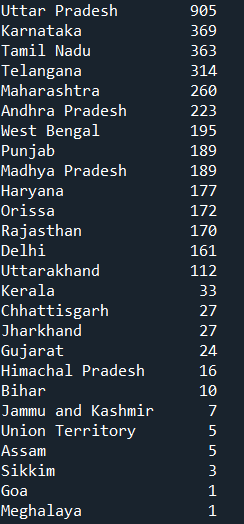 Uttar Pradesh 905
Karnataka 369
Tamil Nadu 363
Telangana 314
Maharashtra 260
Andhra Pradesh 223
West Bengal 195
Punjab 189
Madhya Pradesh 189
Haryana 177
Orissa 172
Rajasthan 170
Delhi 161
Uttarakhand 112
Kerala 33
Chhattisgarh 27
Jharkhand 27
Gujarat 24
Himachal Pradesh 16
Bihar 10
Jammu and Kashmir 7
Union Territory 5
Assam 5
Sikkim 3
Goa 1
Meghalaya 1